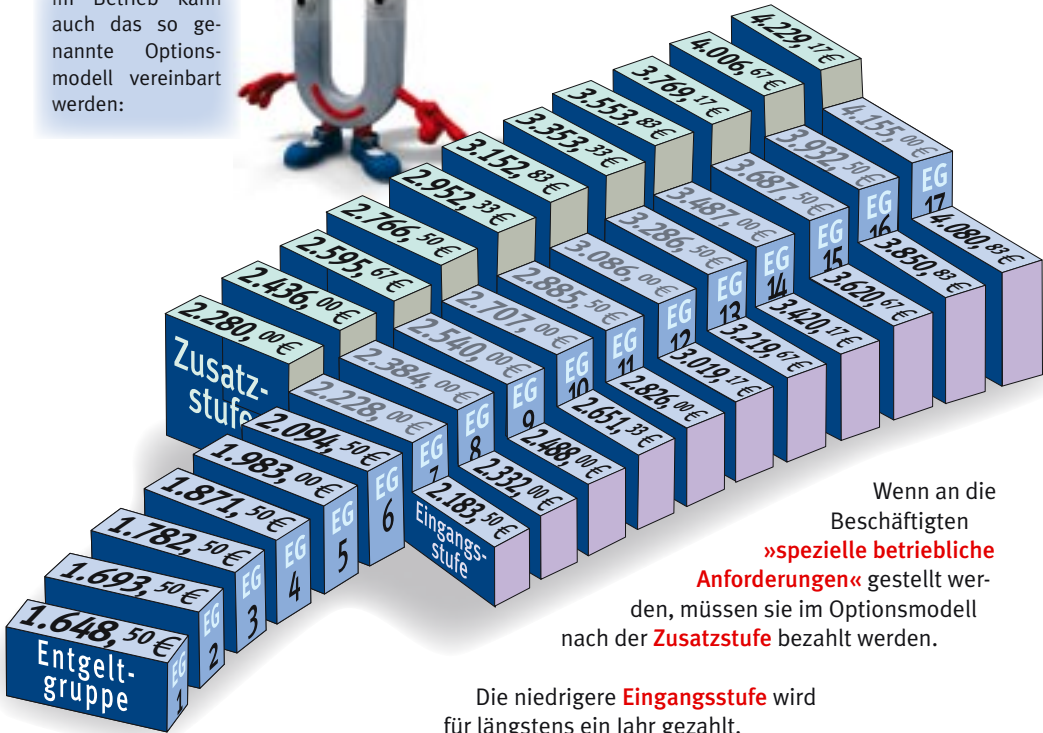 im Betrieb kann
auch das so ge-
nannte Options-
modell vereinbart
werden:
Zusatz-
stufe
2.280,00 €
2.436,00 €
2.595,67 €
2.766,50 €
2.952,33 €
3.152,83 €
3.353,33 €
3.553,83 €
3.769,17 €
4.006,67 €
4.229,17 €
Entgelt-
gruppe
1.648,50 €
EG
1
1.693,50 €
EG
2
1.782,50 €
EG
3
1.871,50 €
EG
4
1.983,00 €
EG
5
2.094,50 €
EG
6
2.228,00 €
EG
7
2.384,00 €
EG
8
2.540,00 €
EG
9
2.707,00 €
EG
10
2.885,50 €
EG
11
3.086,00 €
EG
12
3.286,50 €
EG
13
3.487,00 €
EG
14
3.687,50 €
EG
15
3.932,50 €
EG
16
4.155,00 €
EG
17
Eingangs-
stufe
2.183,50 €
2.332,00 €
2.488,00 €
2.651,33 €
2.826,00 €
3.019,17 €
3.219,67 €
3.420,17 €
3.620,67 €
3.850,83 €
4.080,83 €
Wenn an die
Beschäftigten
»spezielle betriebliche
Anforderungen« gestellt wer-
den, müssen sie im Optionsmodell
nach der Zusatzstufe bezahlt werden.
Die niedrigere Eingangsstufe wird
für längstens ein Jahr gezahlt.